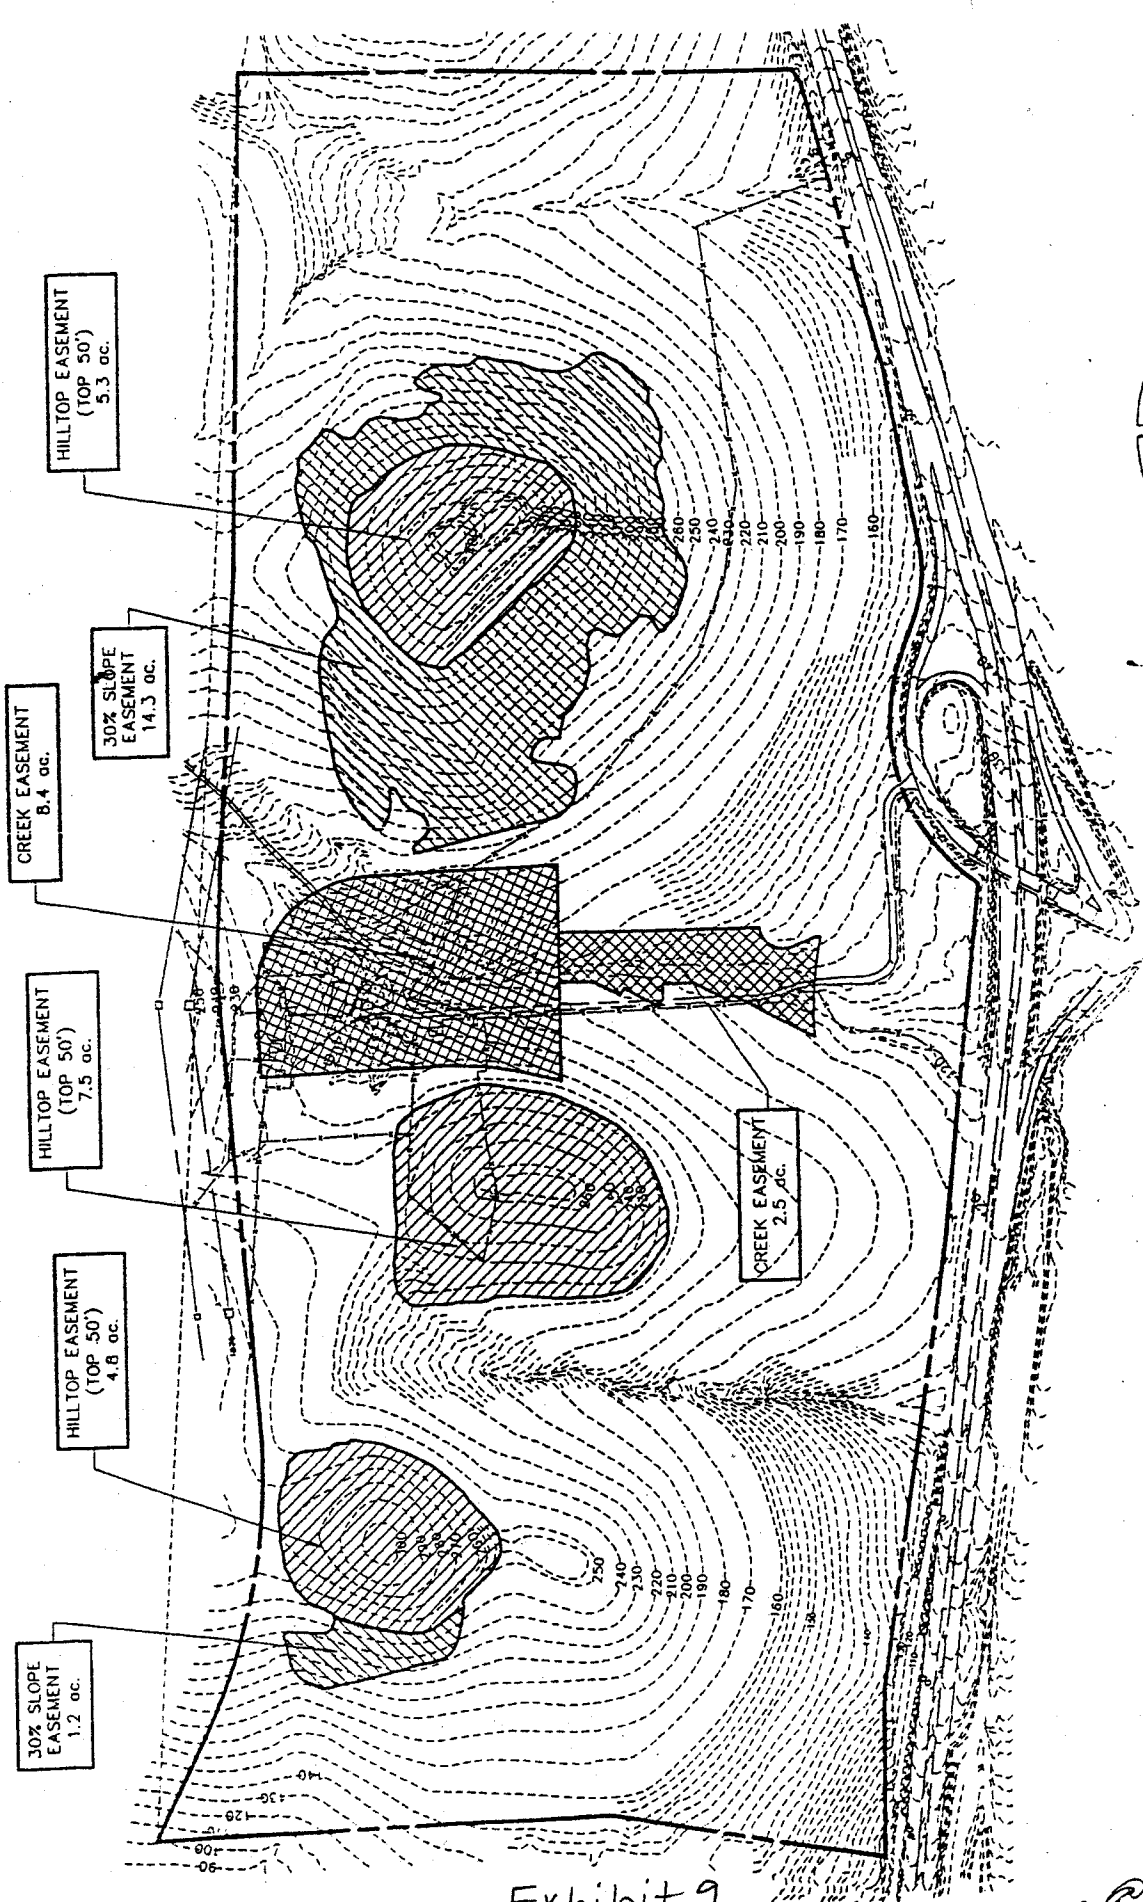 30% SLOPE
EASEMENT
1.2 ac.
HILLTOP EASEMENT
(TOP 50')
4.8 ac.
HILLTOP EASEMENT
(TOP 50')
7.5 ac.
CREEK EASEMENT
8.4 ac.
30% SLOPE
EASEMENT
14.3 ac.
HILLTOP EASEMENT
(TOP 50')
5.3 ac.
CREEK EASEMENT
2.5 ac.
260
250
240
230
220
210
200
190
180
170
160
250
240
230
220
210
200
190
180
170
160
140
130
120
100
90
Exhibit 9